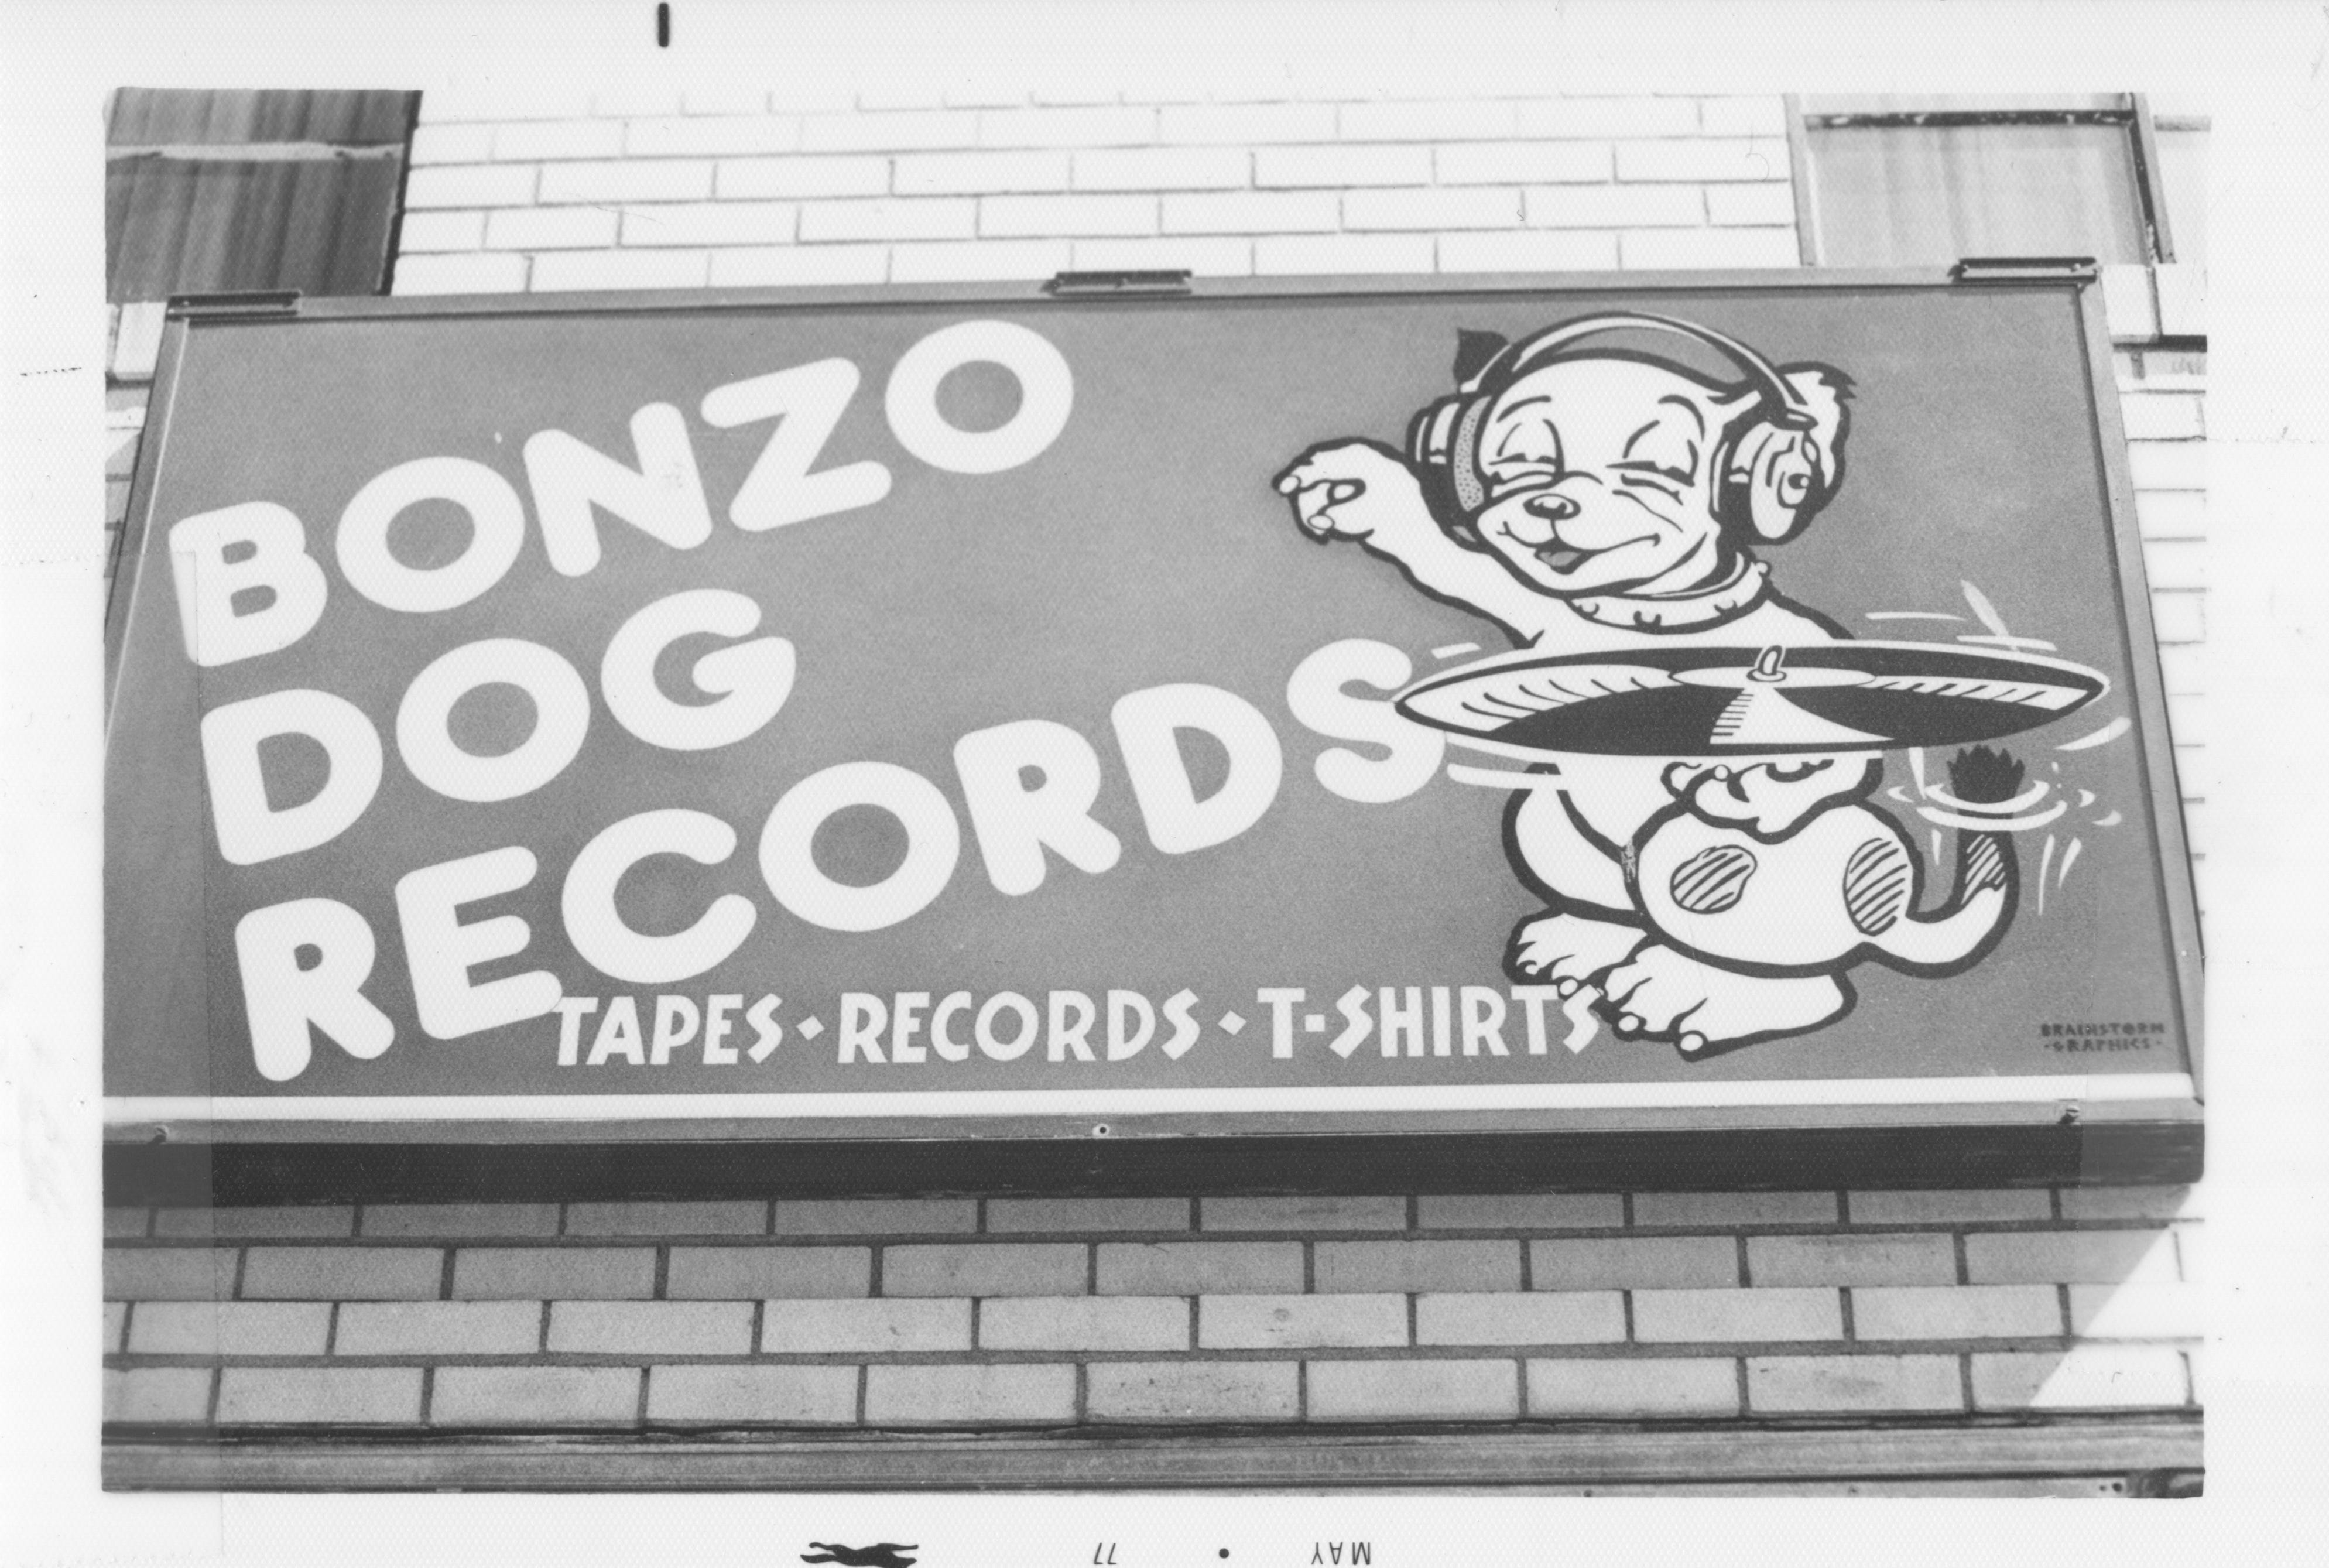 BONZO
DOG
RECORDS
TAPES · RECORDS · T-SHIRTS
BRAINSTORM
· GRAPHICS ·
MAY • 77